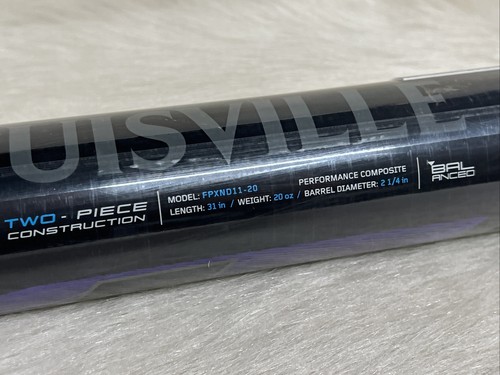 UISVILLE
TWO - PIECE
CONSTRUCTION
MODEL: FPXND11-20
PERFORMANCE COMPOSITE
LENGTH: 31 in / WEIGHT: 20 oz / BARREL DIAMETER: 2 1/4 in
BAL
ANCED